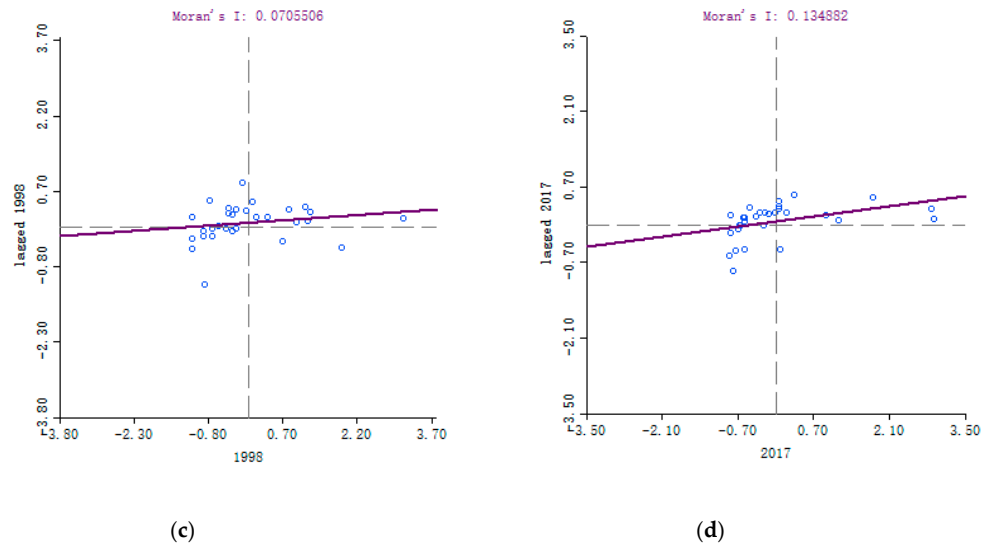 Moran's I: 0.0705506
3.70
2.20
0.70
-0.80
-2.30
-3.80
lagged 1998
-3.80 -2.30 -0.80 0.70 2.20 3.70
1998
(c)
Moran's I: 0.134882
3.50
2.10
0.70
-0.70
-2.10
-3.50
lagged 2017
-3.50 -2.10 -0.70 0.70 2.10 3.50
2017
(d)